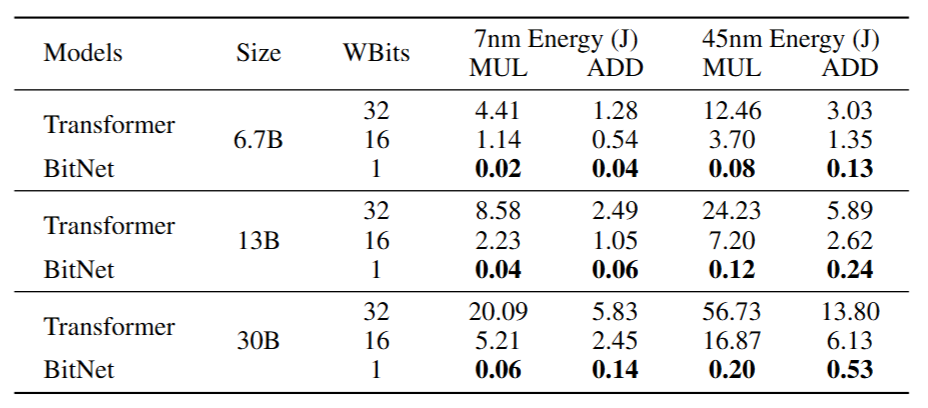 Models Size WBits 7nm Energy (J) 45nm Energy (J)
MUL ADD MUL ADD
Transformer 6.7B 32 4.41 1.28 12.46 3.03
16 1.14 0.54 3.70 1.35
BitNet 1 0.02 0.04 0.08 0.13
Transformer 13B 32 8.58 2.49 24.23 5.89
16 2.23 1.05 7.20 2.62
BitNet 1 0.04 0.06 0.12 0.24
Transformer 30B 32 20.09 5.83 56.73 13.80
16 5.21 2.45 16.87 6.13
BitNet 1 0.06 0.14 0.20 0.53